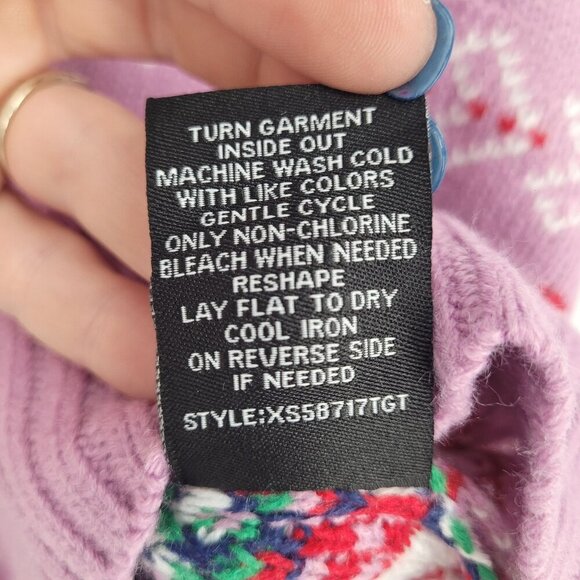 TURN GARMENT
INSIDE OUT
MACHINE WASH COLD
WITH LIKE COLORS
GENTLE CYCLE
ONLY NON-CHLORINE
BLEACH WHEN NEEDED
RESHAPE
LAY FLAT TO DRY
COOL IRON
ON REVERSE SIDE
IF NEEDED
STYLE:XS58717TGT